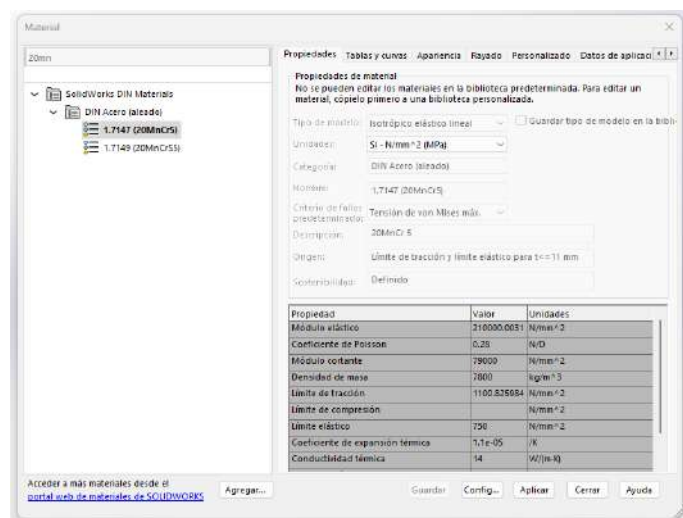 Material
20mn
SolidWorks DIN Materials
DIN Acero (aleado)
1.7147 (20MnCr5)
1.7149 (20MnCrS5)
Propiedades Tablas y curvas Apariencia Rayado Personalizado Datos de aplicaci
Propiedades de material
No se pueden editar los materiales en la biblioteca predeterminada. Para editar un
material, cópielo primero a una biblioteca personalizada.
Tipo de modelo: Isotrópico elástico lineal Guardar tipo de modelo en la bibli
Unidades: SI - N/mm^2 (MPa)
Categoría: DIN Acero (aleado)
Nombre: 1.7147 (20MnCr5)
Criterio de fallos
predeterminado: Tensión de von Mises máx.
Descripción: 20MnCr 5
Origen: Límite de tracción y límite elástico para t<=11 mm
Sostenibilidad: Definido
Propiedad Valor Unidades
Módulo elástico 210000.0031 N/mm^2
Coeficiente de Poisson 0.28 N/D
Módulo cortante 79000 N/mm^2
Densidad de masa 7800 kg/m^3
Límite de tracción 1100.825984 N/mm^2
Límite de compresión N/mm^2
Límite elástico 750 N/mm^2
Coeficiente de expansión térmica 1.1e-05 /K
Conductividad térmica 14 W/(m·K)
Acceder a más materiales desde el
portal web de materiales de SOLIDWORKS
Agregar... Guardar Config... Aplicar Cerrar Ayuda